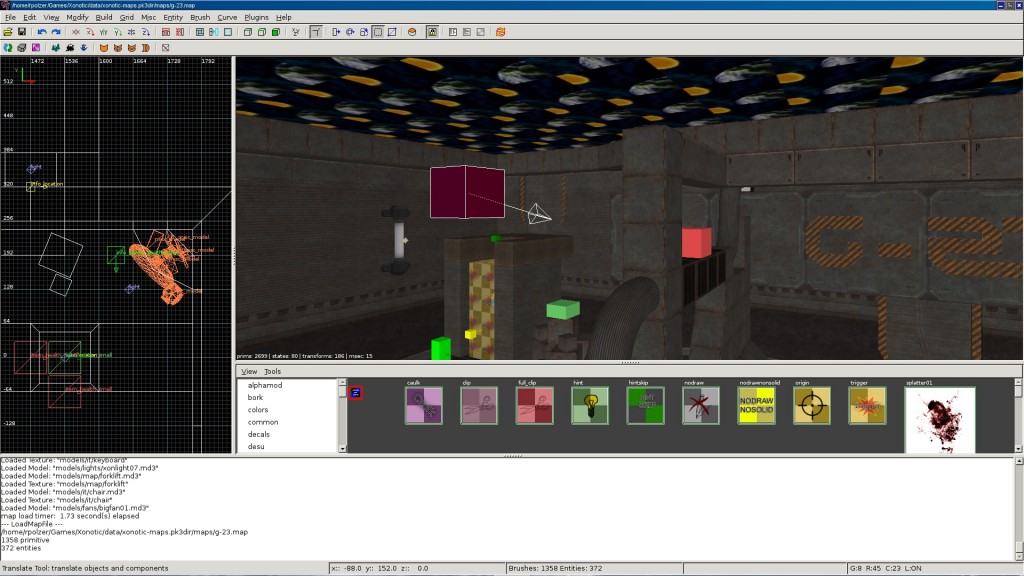 /home/rpolzer/Games/Xonotic/data/xonotic-maps.pk3dir/maps/g-23.map
File Edit View Modify Build Grid Misc Entity Brush Curve Plugins Help
1472 1536 1600 1664 1728 1792
512
448
384
light
320
info_location
256
192
128
light
64
0
-64
-128
G-2
prims: 2699 | states: 80 | transforms: 186 | msec: 15
View Tools
alphamod
bark
colors
common
decals
desu
caulk clip full_clip hint hintskip nodraw nodrawnonsolid origin trigger splatter01
NODRAW
NOSOLID
Loaded Texture: "models/it/keyboard"
Loaded Model: "models/lights/xonlight07.md3"
Loaded Model: "models/map/forklift.md3"
Loaded Texture: "models/map/forklift"
Loaded Model: "models/it/chair.md3"
Loaded Texture: "models/it/chair"
Loaded Model: "models/fans/bigfan01.md3"
map load timer: 1.73 second(s) elapsed
--- LoadMapFile ---
/home/rpolzer/Games/Xonotic/data/xonotic-maps.pk3dir/maps/g-23.map
1358 primitive
372 entities
Translate Tool: translate objects and components
x:: -88.0 y:: 152.0 z:: 0.0
Brushes: 1358 Entities: 372
G:8 R:45 C:23 L:ON